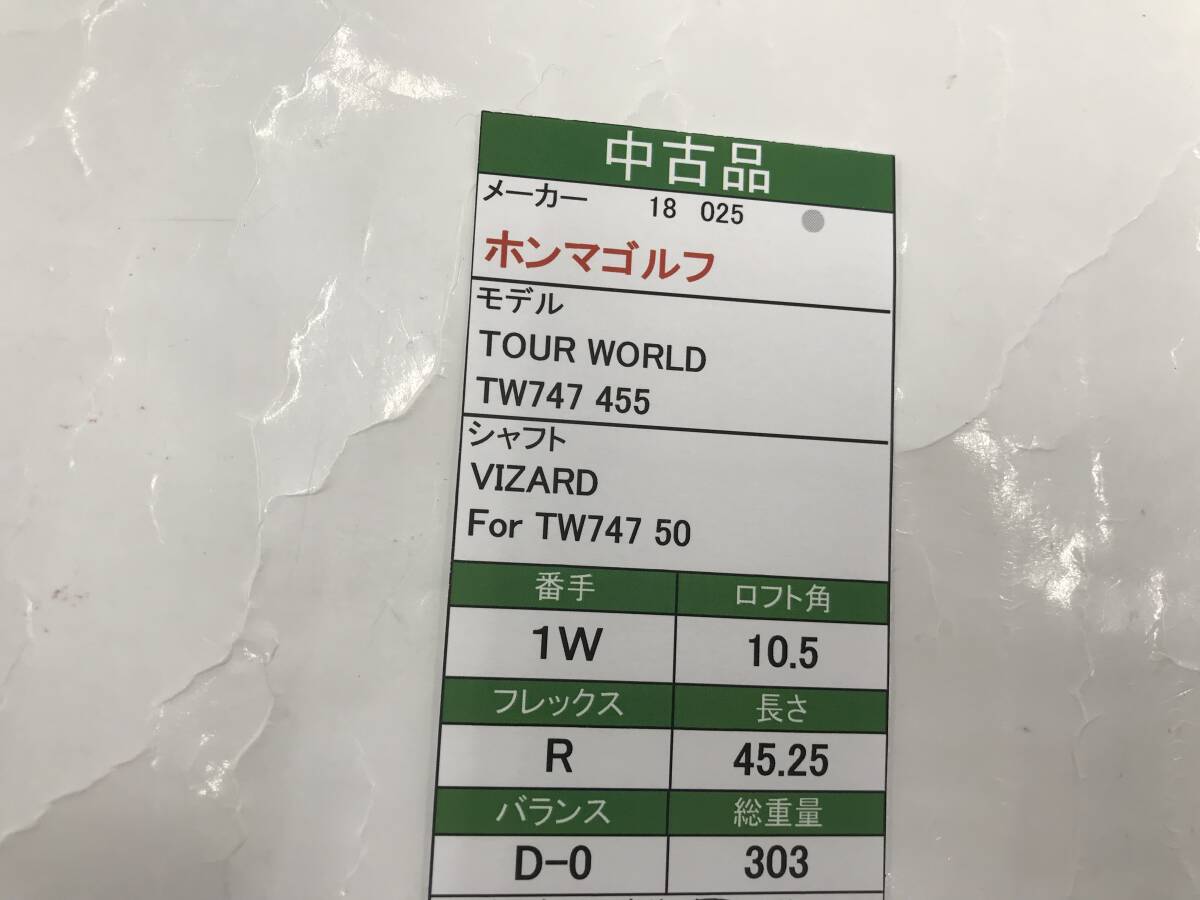 中古品
メーカー 18 025
ホンマゴルフ
モデル
TOUR WORLD
TW747 455
シャフト
VIZARD
For TW747 50
番手 ロフト角
1W 10.5
フレックス 長さ
R 45.25
バランス 総重量
D-0 303